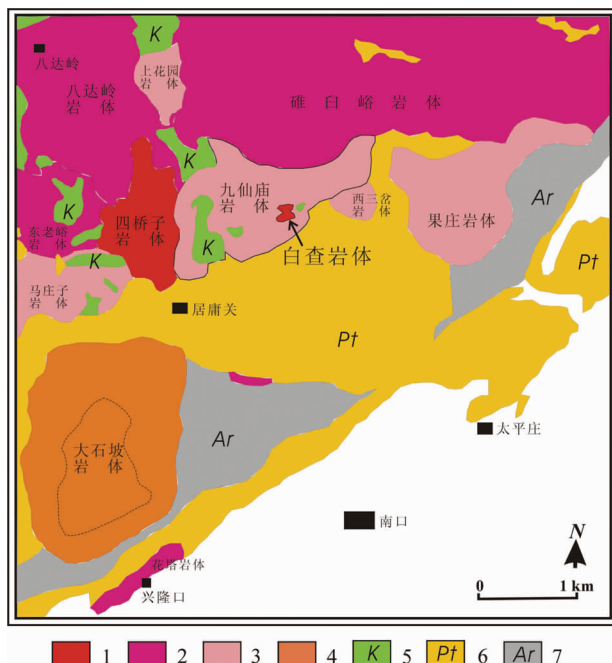 K
八达岭
上花园
岩体
八达岭
岩 体
碓 臼 峪 岩 体
K
九仙庙
岩 体
西三岔
岩体
果庄岩体
Ar
K
四桥子
岩 体
东老峪
岩 体
K
白查岩体
K
Pt
马庄子
岩 体
居庸关
Pt
Ar
太平庄
大石坡
岩 体
南口
N
花塔岩体
兴隆口
0 1 km
1 2 3 4 K 5 Pt 6 Ar 7